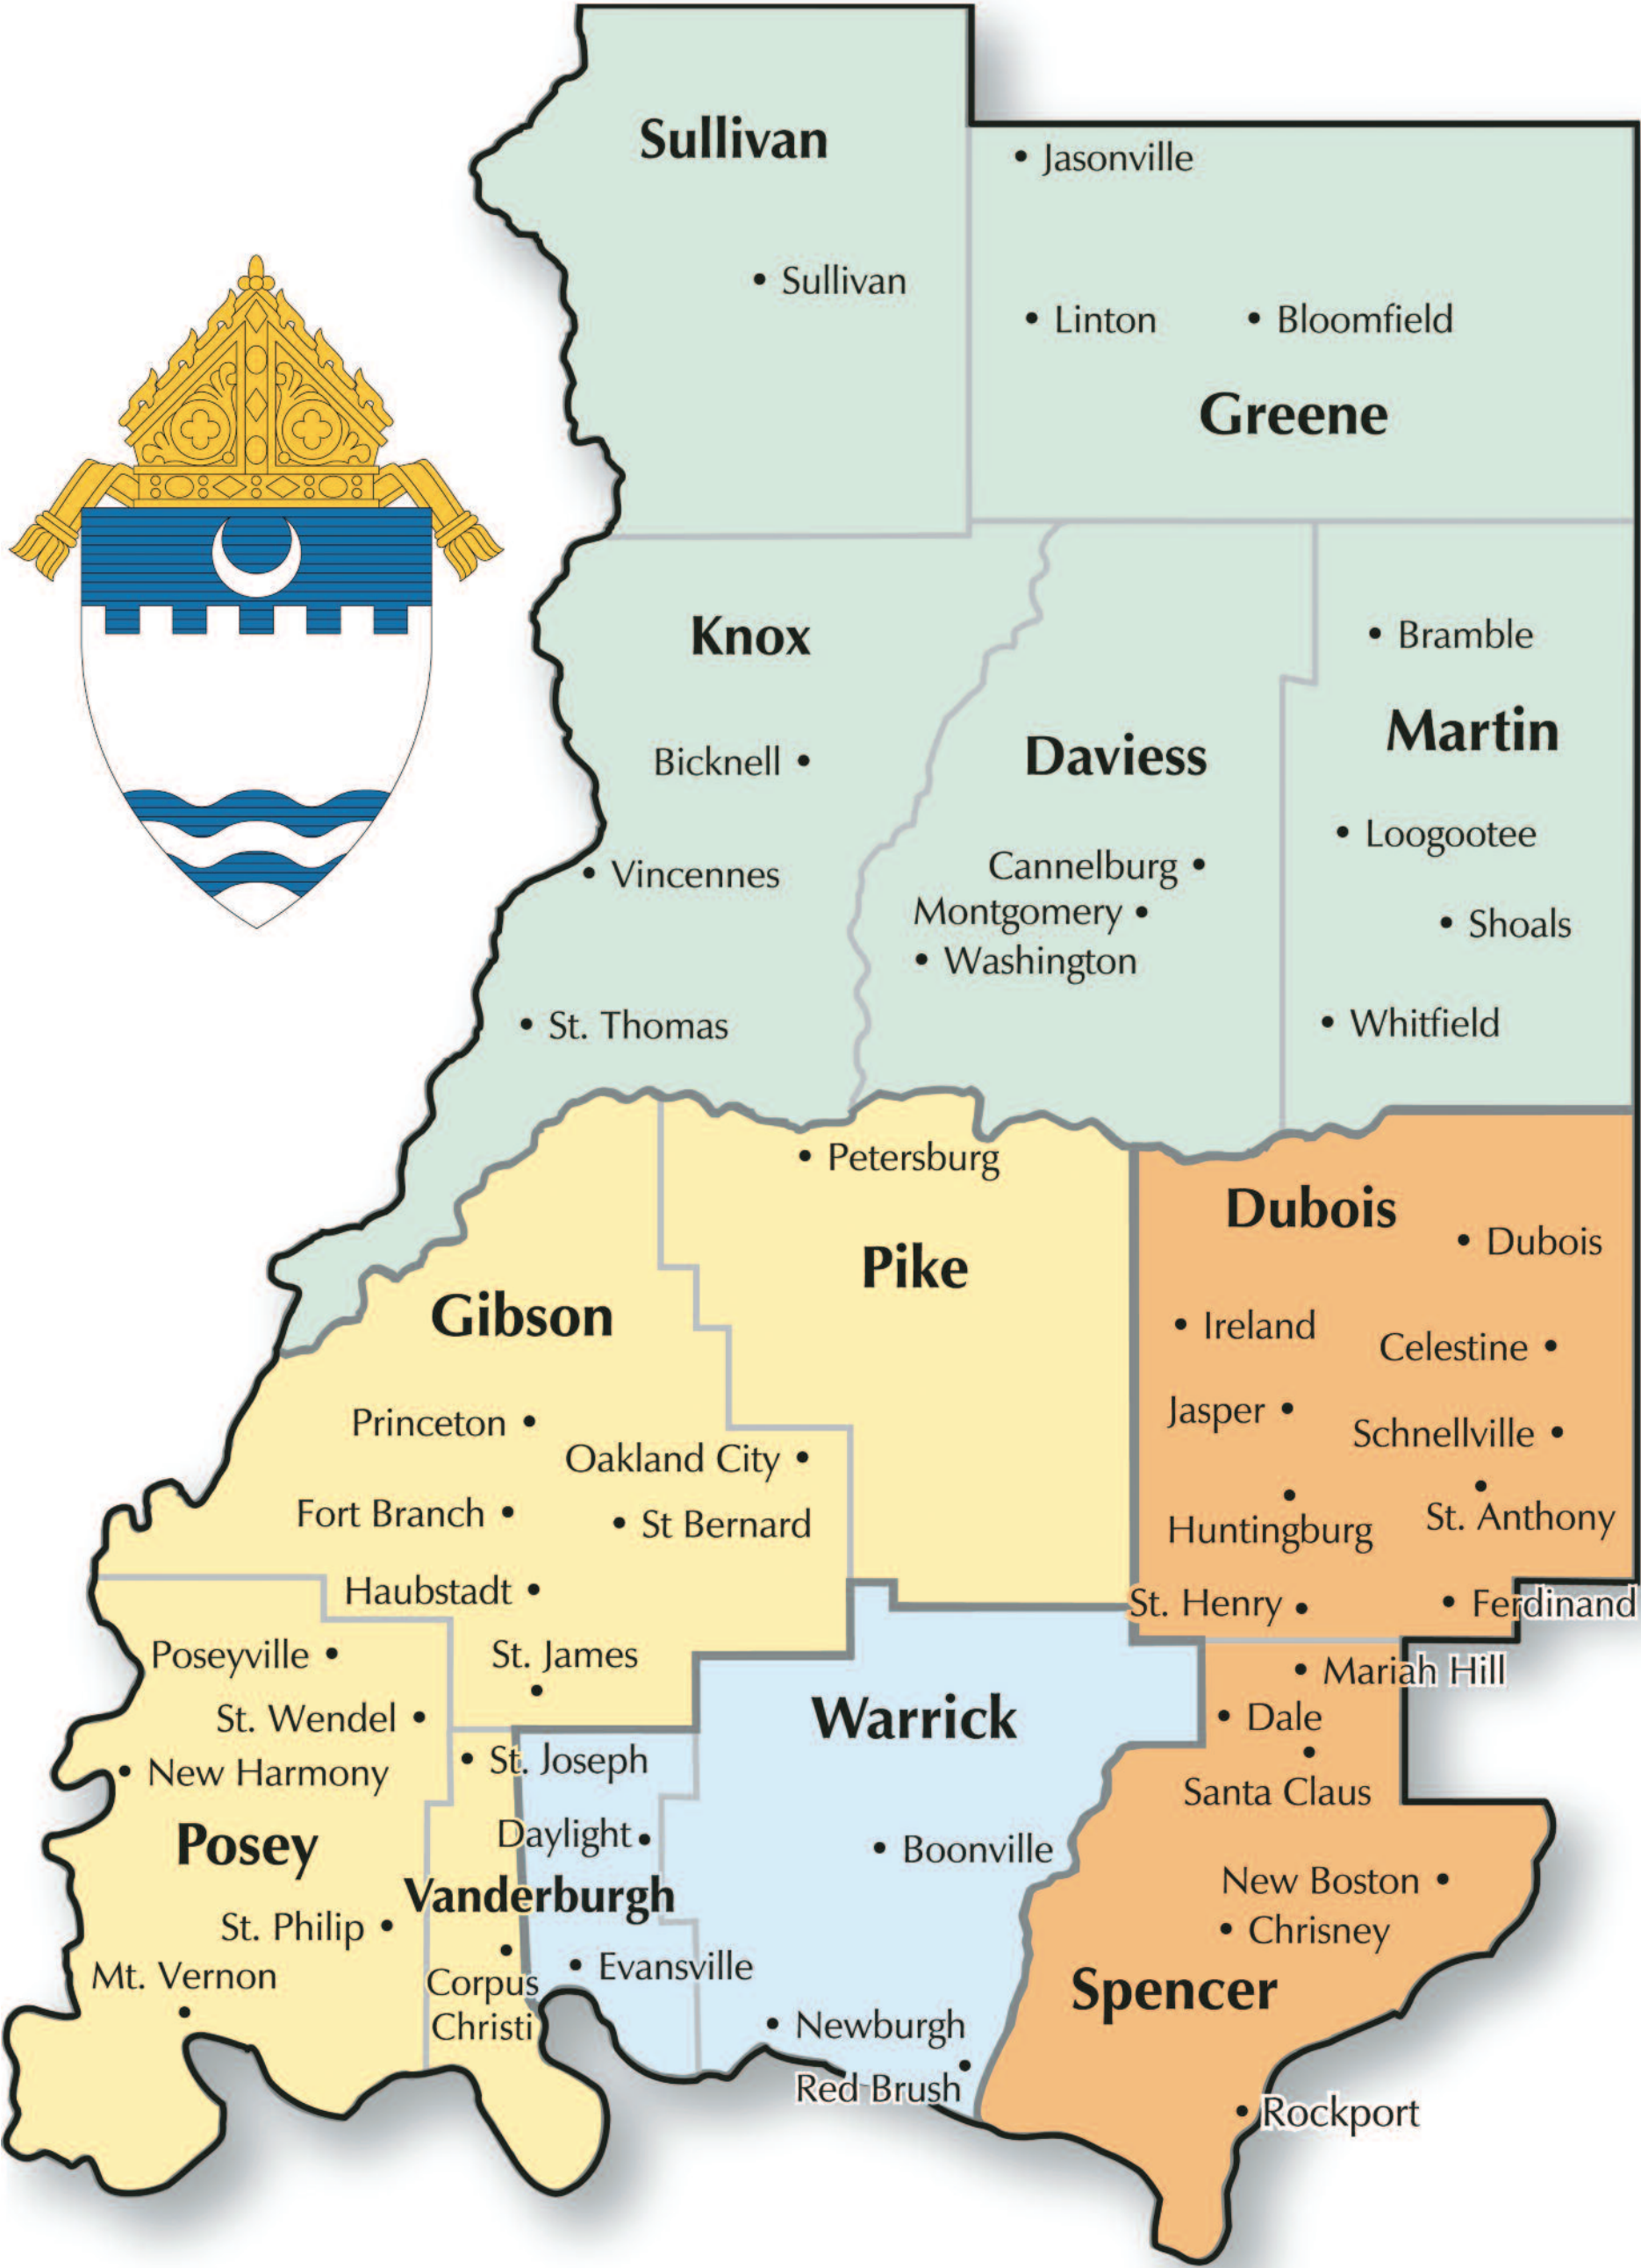 Sullivan
Jasonville
Sullivan
Linton
Bloomfield
Greene
Knox
Bramble
Martin
Daviess
Bicknell
Loogootee
Cannelburg
Vincennes
Montgomery
Shoals
Washington
St. Thomas
Whitfield
Petersburg
Dubois
Dubois
Pike
Gibson
Ireland
Celestine
Jasper
Princeton
Schnellville
Oakland City
Fort Branch
St Bernard
St. Anthony
Huntingburg
Haubstadt
St. Henry
Ferdinand
Poseyville
St. James
Mariah Hill
St. Wendel
Warrick
Dale
St. Joseph
New Harmony
Santa Claus
Daylight
Posey
Boonville
New Boston
Vanderburgh
St. Philip
Chrisney
Evansville
Mt. Vernon
Corpus
Christi
Spencer
Newburgh
Red Brush
Rockport